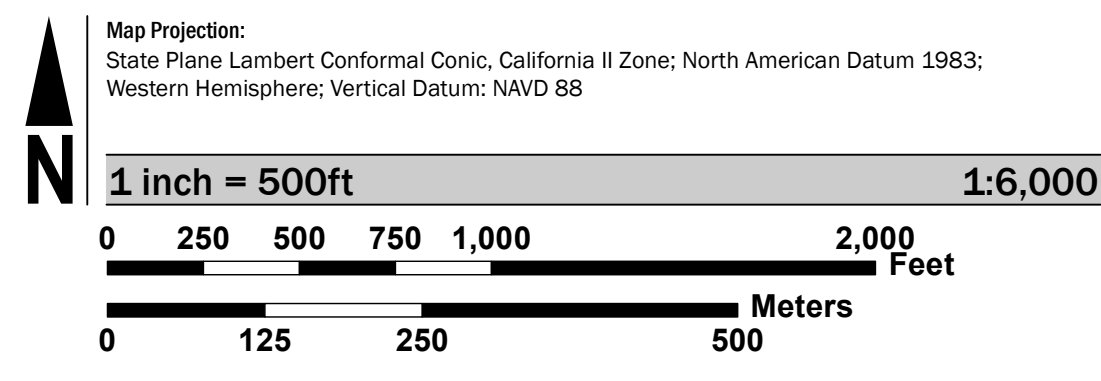 Map Projection:
State Plane Lambert Conformal Conic, California II Zone; North American Datum 1983;
Western Hemisphere; Vertical Datum: NAVD 88
N
1 inch = 500ft 1:6,000
0 250 500 750 1,000 2,000
Feet
Meters
0 125 250 500